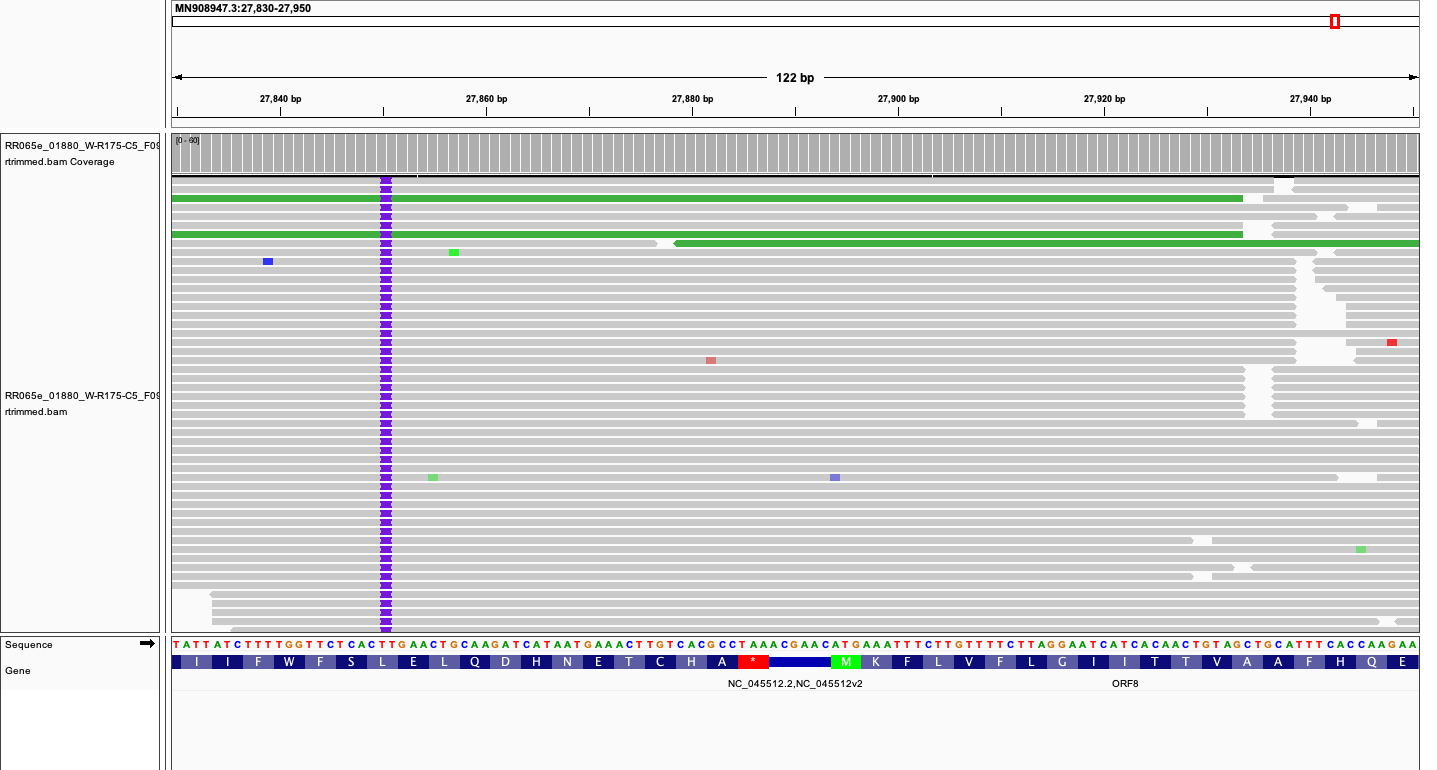 MN908947.3:27,830-27,950
122 bp
27,840 bp 27,860 bp 27,880 bp 27,900 bp 27,920 bp 27,940 bp
RR065e_01880_W-R175-C5_F09
rtrimmed.bam Coverage
[0 - 60]
RR065e_01880_W-R175-C5_F09
rtrimmed.bam
Sequence
TATTATCTTTTGGTTCTCACTTGAACTGCAAGATCATAATGAAACTTGTCACGCCTAAACGAACATGAAATTTCTTGTTTTCTTAGGAATCATCACAACTGTAGCTGCATTTCACCAAGAA
Gene
I I F W F S L E L Q D H N E T C H A * M K F L V F L G I I T T V A A F H Q E
NC_045512.2,NC_045512v2 ORF8